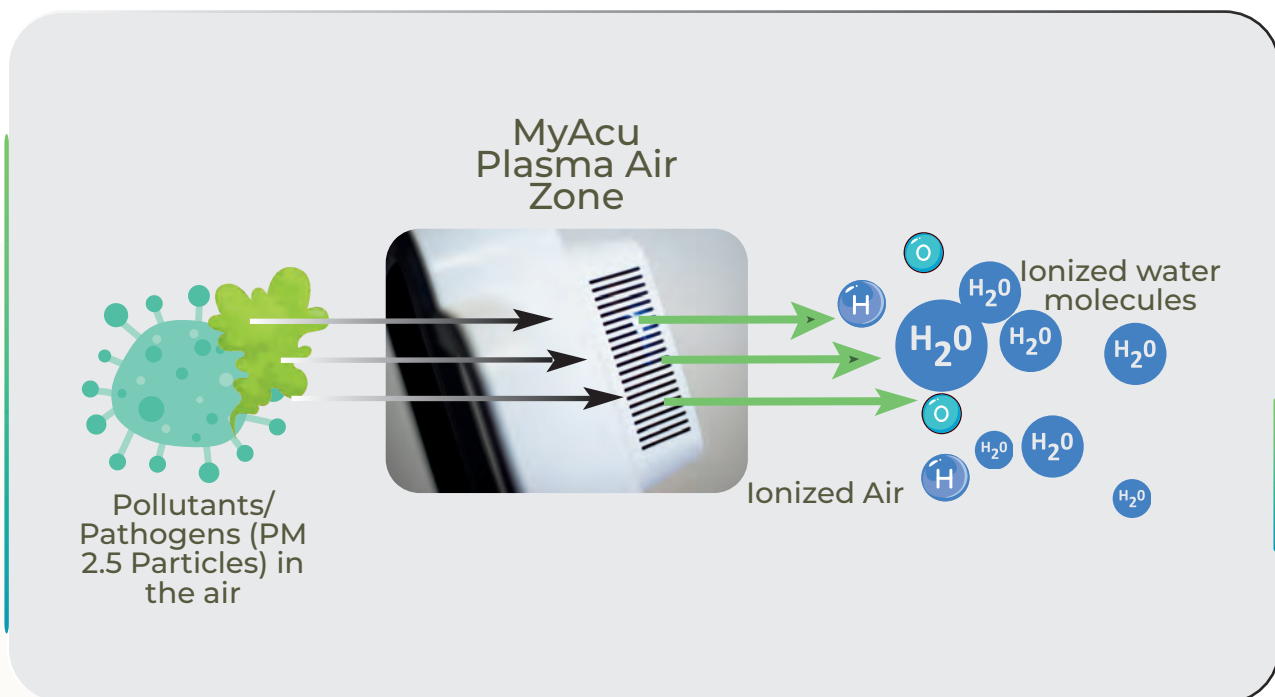 MyAcu
Plasma Air
Zone
O
H
H₂0
Ionized water
molecules
H₂0
H₂0
H₂0
O
H₂0
H₂0
H
H₂0
Ionized Air
Pollutants/
Pathogens (PM
2.5 Particles) in
the air